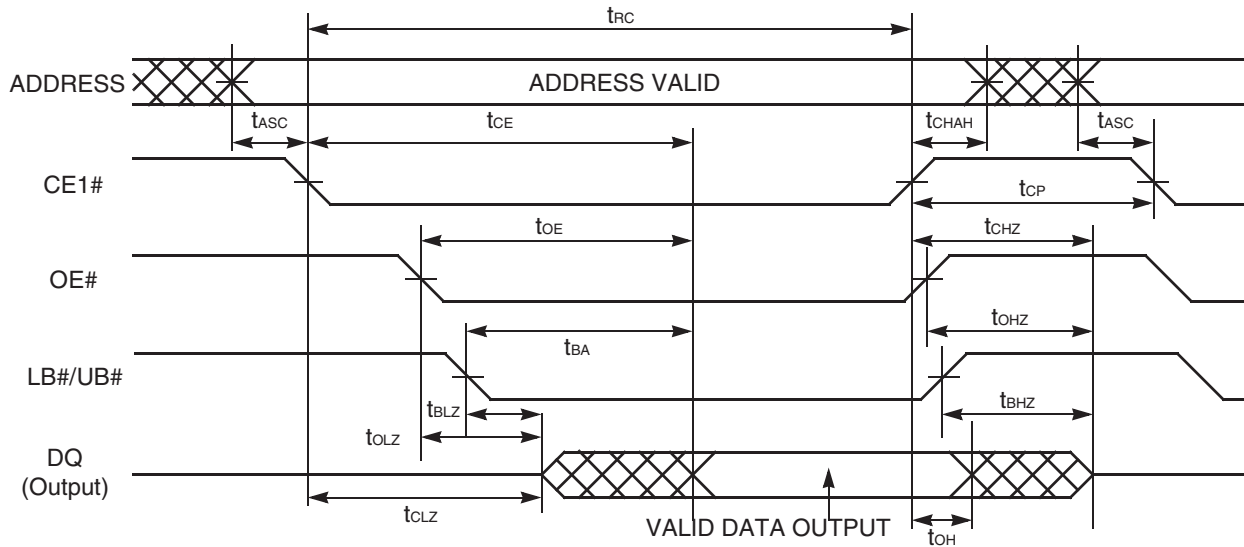 tRC
ADDRESS
ADDRESS VALID
tASC
tCE
tCHAH
tASC
CE1#
tCP
tOE
tCHZ
OE#
tOHZ
tBA
LB#/UB#
tBLZ
tBHZ
tOLZ
DQ
(Output)
tCLZ
VALID DATA OUTPUT
tOH